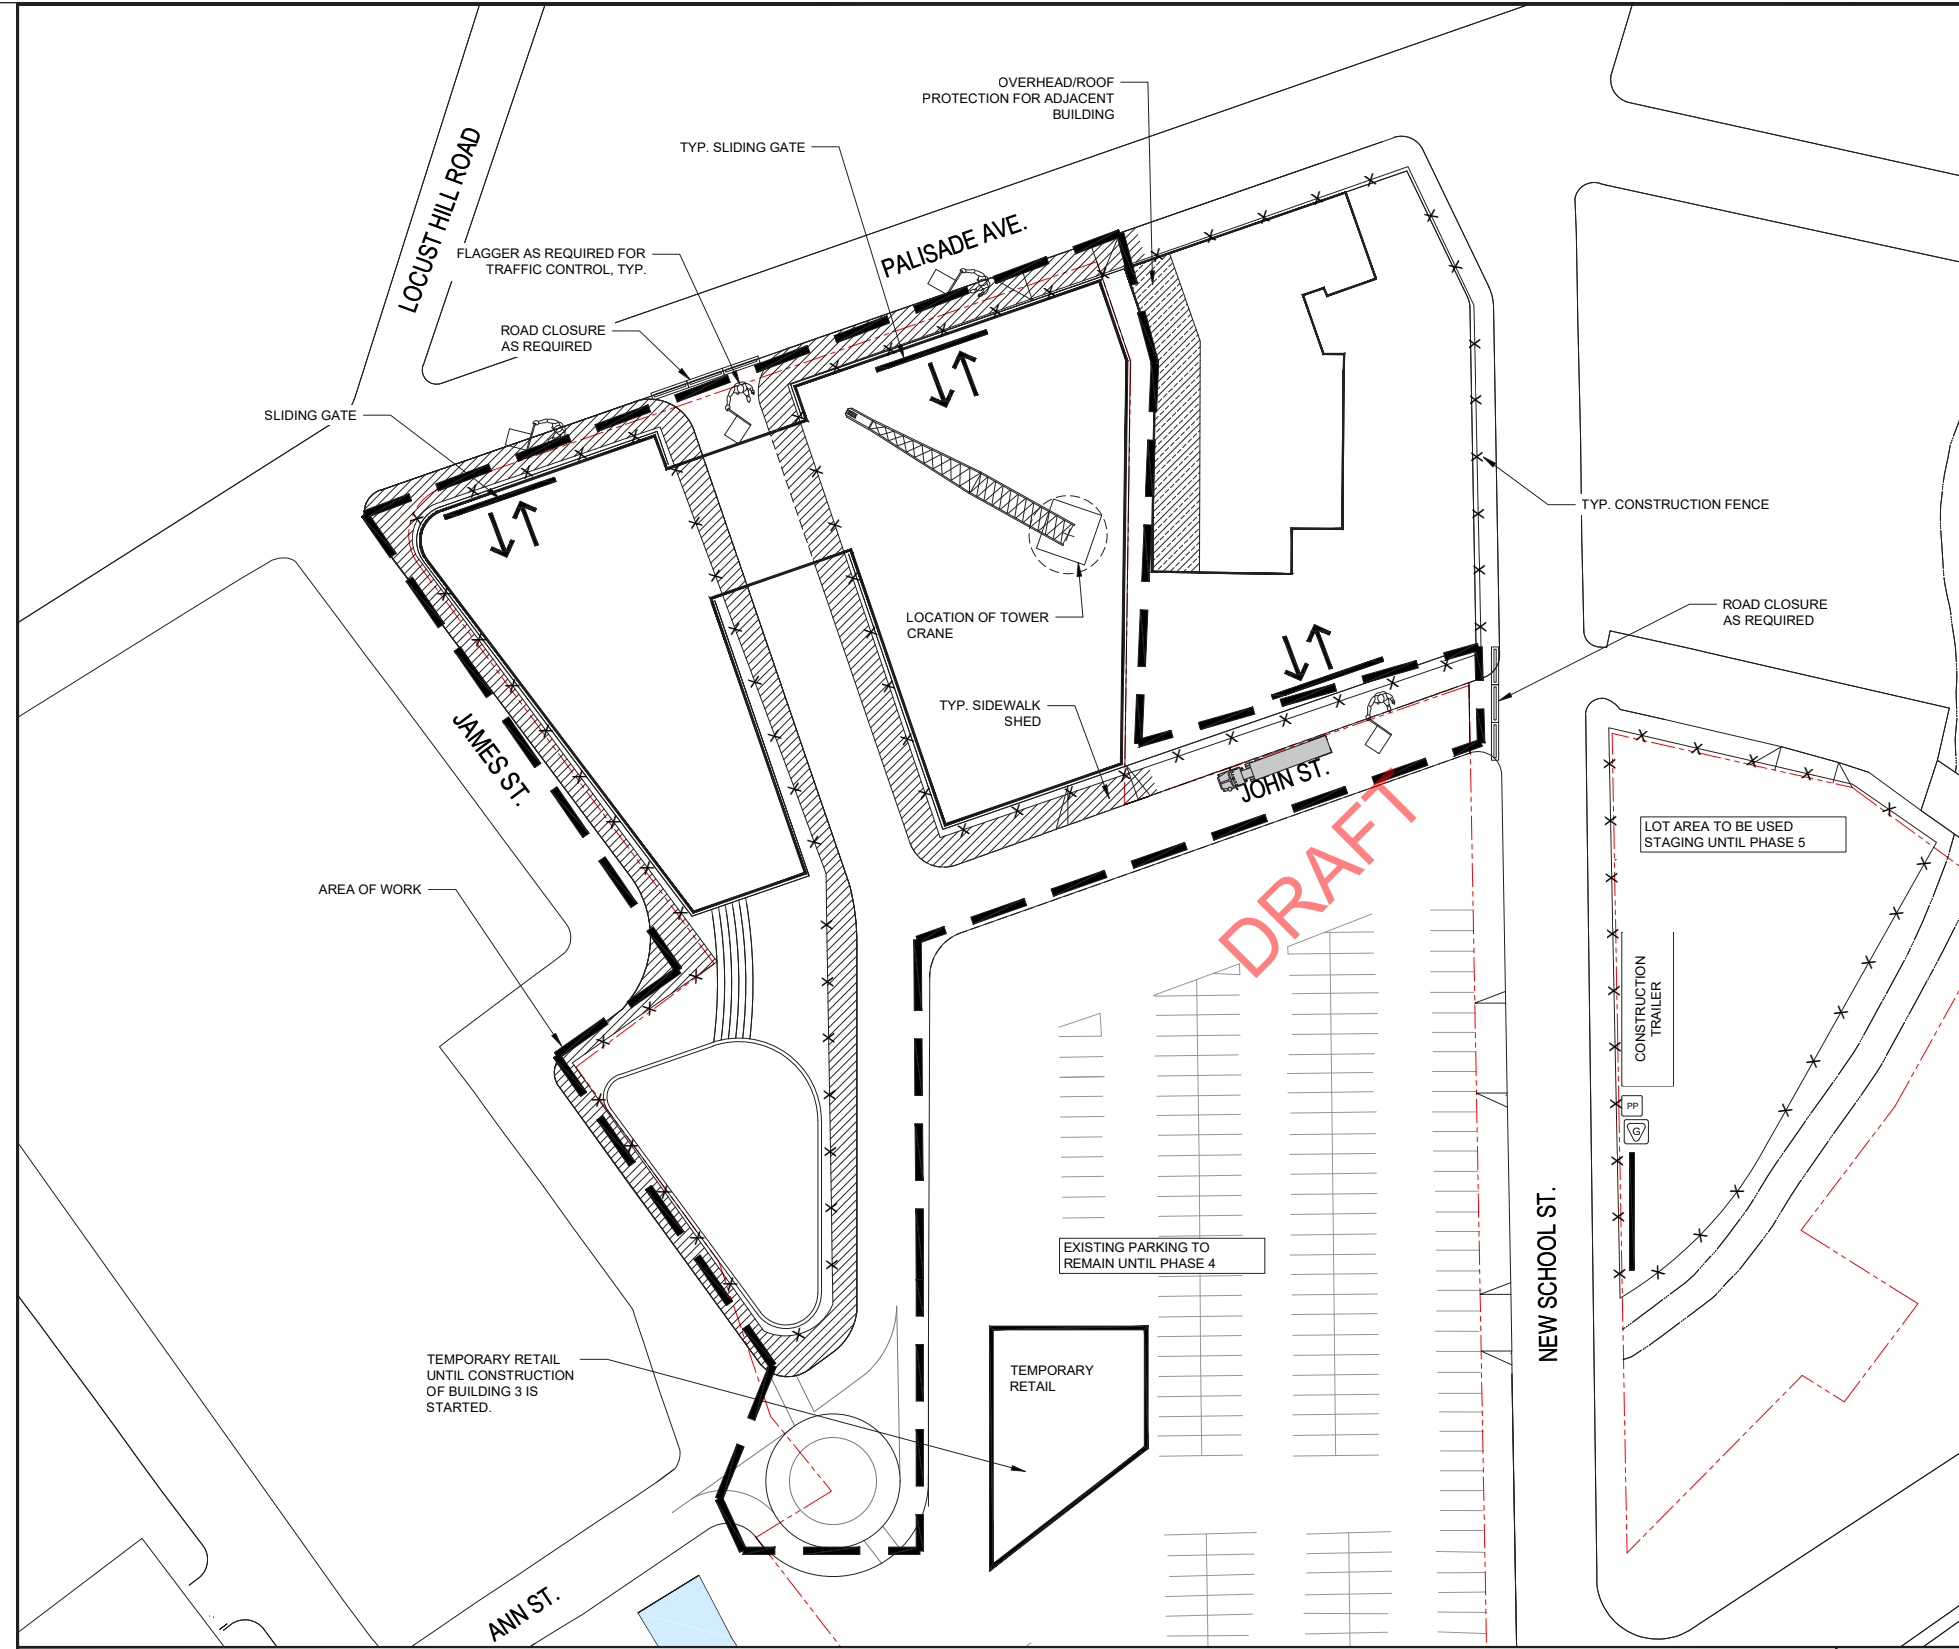 OVERHEAD/ROOF
PROTECTION FOR ADJACENT
BUILDING
TYP. SLIDING GATE
LOCUST HILL ROAD
PALISADE AVE.
FLAGGER AS REQUIRED FOR
TRAFFIC CONTROL, TYP.
ROAD CLOSURE
AS REQUIRED
SLIDING GATE
TYP. CONSTRUCTION FENCE
LOCATION OF TOWER
CRANE
ROAD CLOSURE
AS REQUIRED
TYP. SIDEWALK
SHED
JAMES ST.
JOHN ST.
DRAFT
LOT AREA TO BE USED
STAGING UNTIL PHASE 5
AREA OF WORK
CONSTRUCTION
TRAILER
PP
G
EXISTING PARKING TO
REMAIN UNTIL PHASE 4
NEW SCHOOL ST.
TEMPORARY RETAIL
UNTIL CONSTRUCTION
OF BUILDING 3 IS
STARTED.
TEMPORARY
RETAIL
ANN ST.